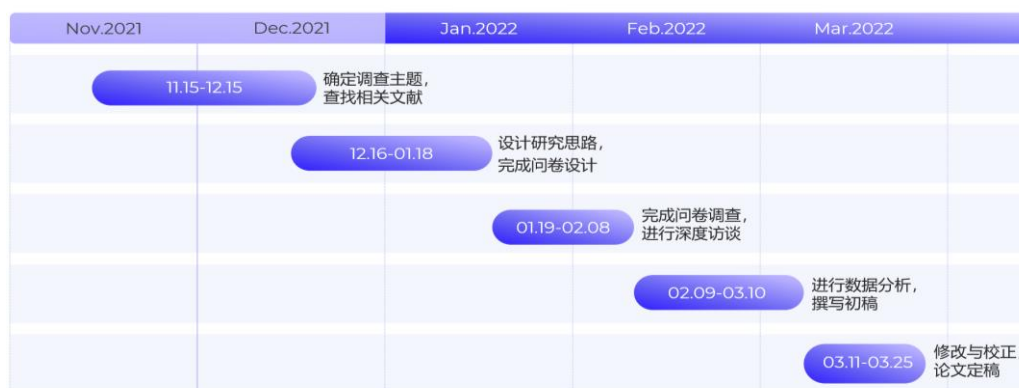 Nov.2021
Dec.2021
Jan.2022
Feb.2022
Mar.2022
11.15-12.15
确定调查主题，
查找相关文献
12.16-01.18
设计研究思路，
完成问卷设计
01.19-02.08
完成问卷调查，
进行深度访谈
02.09-03.10
进行数据分析，
撰写初稿
03.11-03.25
修改与校正
论文定稿